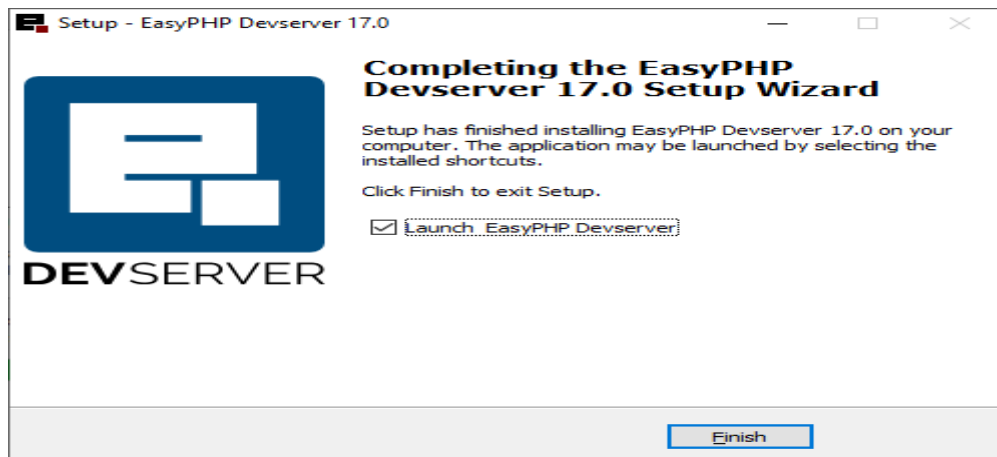 Setup - EasyPHP Devserver 17.0
Completing the EasyPHP
Devserver 17.0 Setup Wizard
Setup has finished installing EasyPHP Devserver 17.0 on your
computer. The application may be launched by selecting the
installed shortcuts.
Click Finish to exit Setup.
Launch EasyPHP Devserver
DEVSERVER
Finish